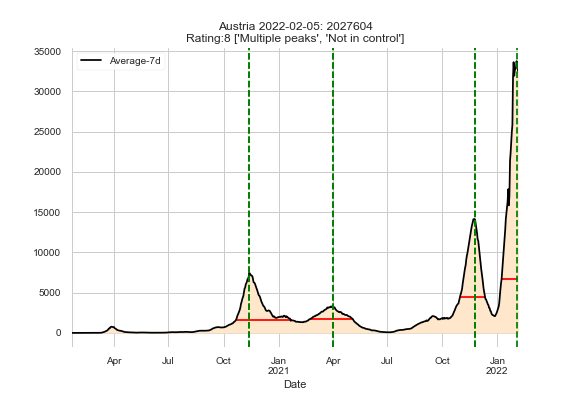 Austria 2022-02-05: 2027604
Rating:8 ['Multiple peaks', 'Not in control']
Average-7d
35000
30000
25000
20000
15000
10000
5000
0
Apr Jul Oct Jan Apr Jul Oct Jan
2021 2022
Date